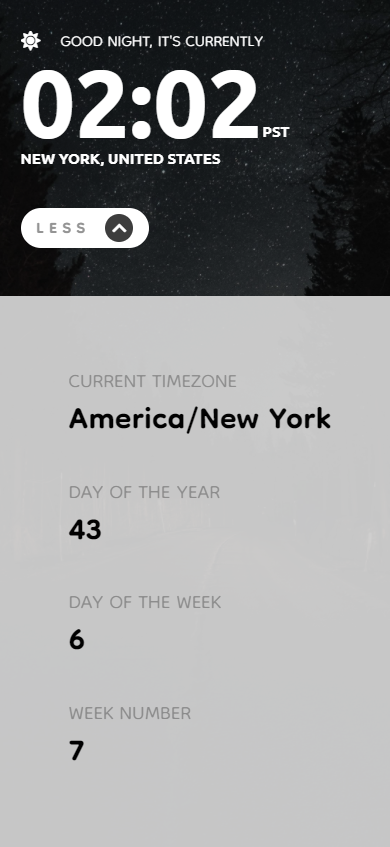 GOOD NIGHT, IT'S CURRENTLY
02:02 PST
NEW YORK, UNITED STATES
LESS
CURRENT TIMEZONE
America/New York
DAY OF THE YEAR
43
DAY OF THE WEEK
6
WEEK NUMBER
7